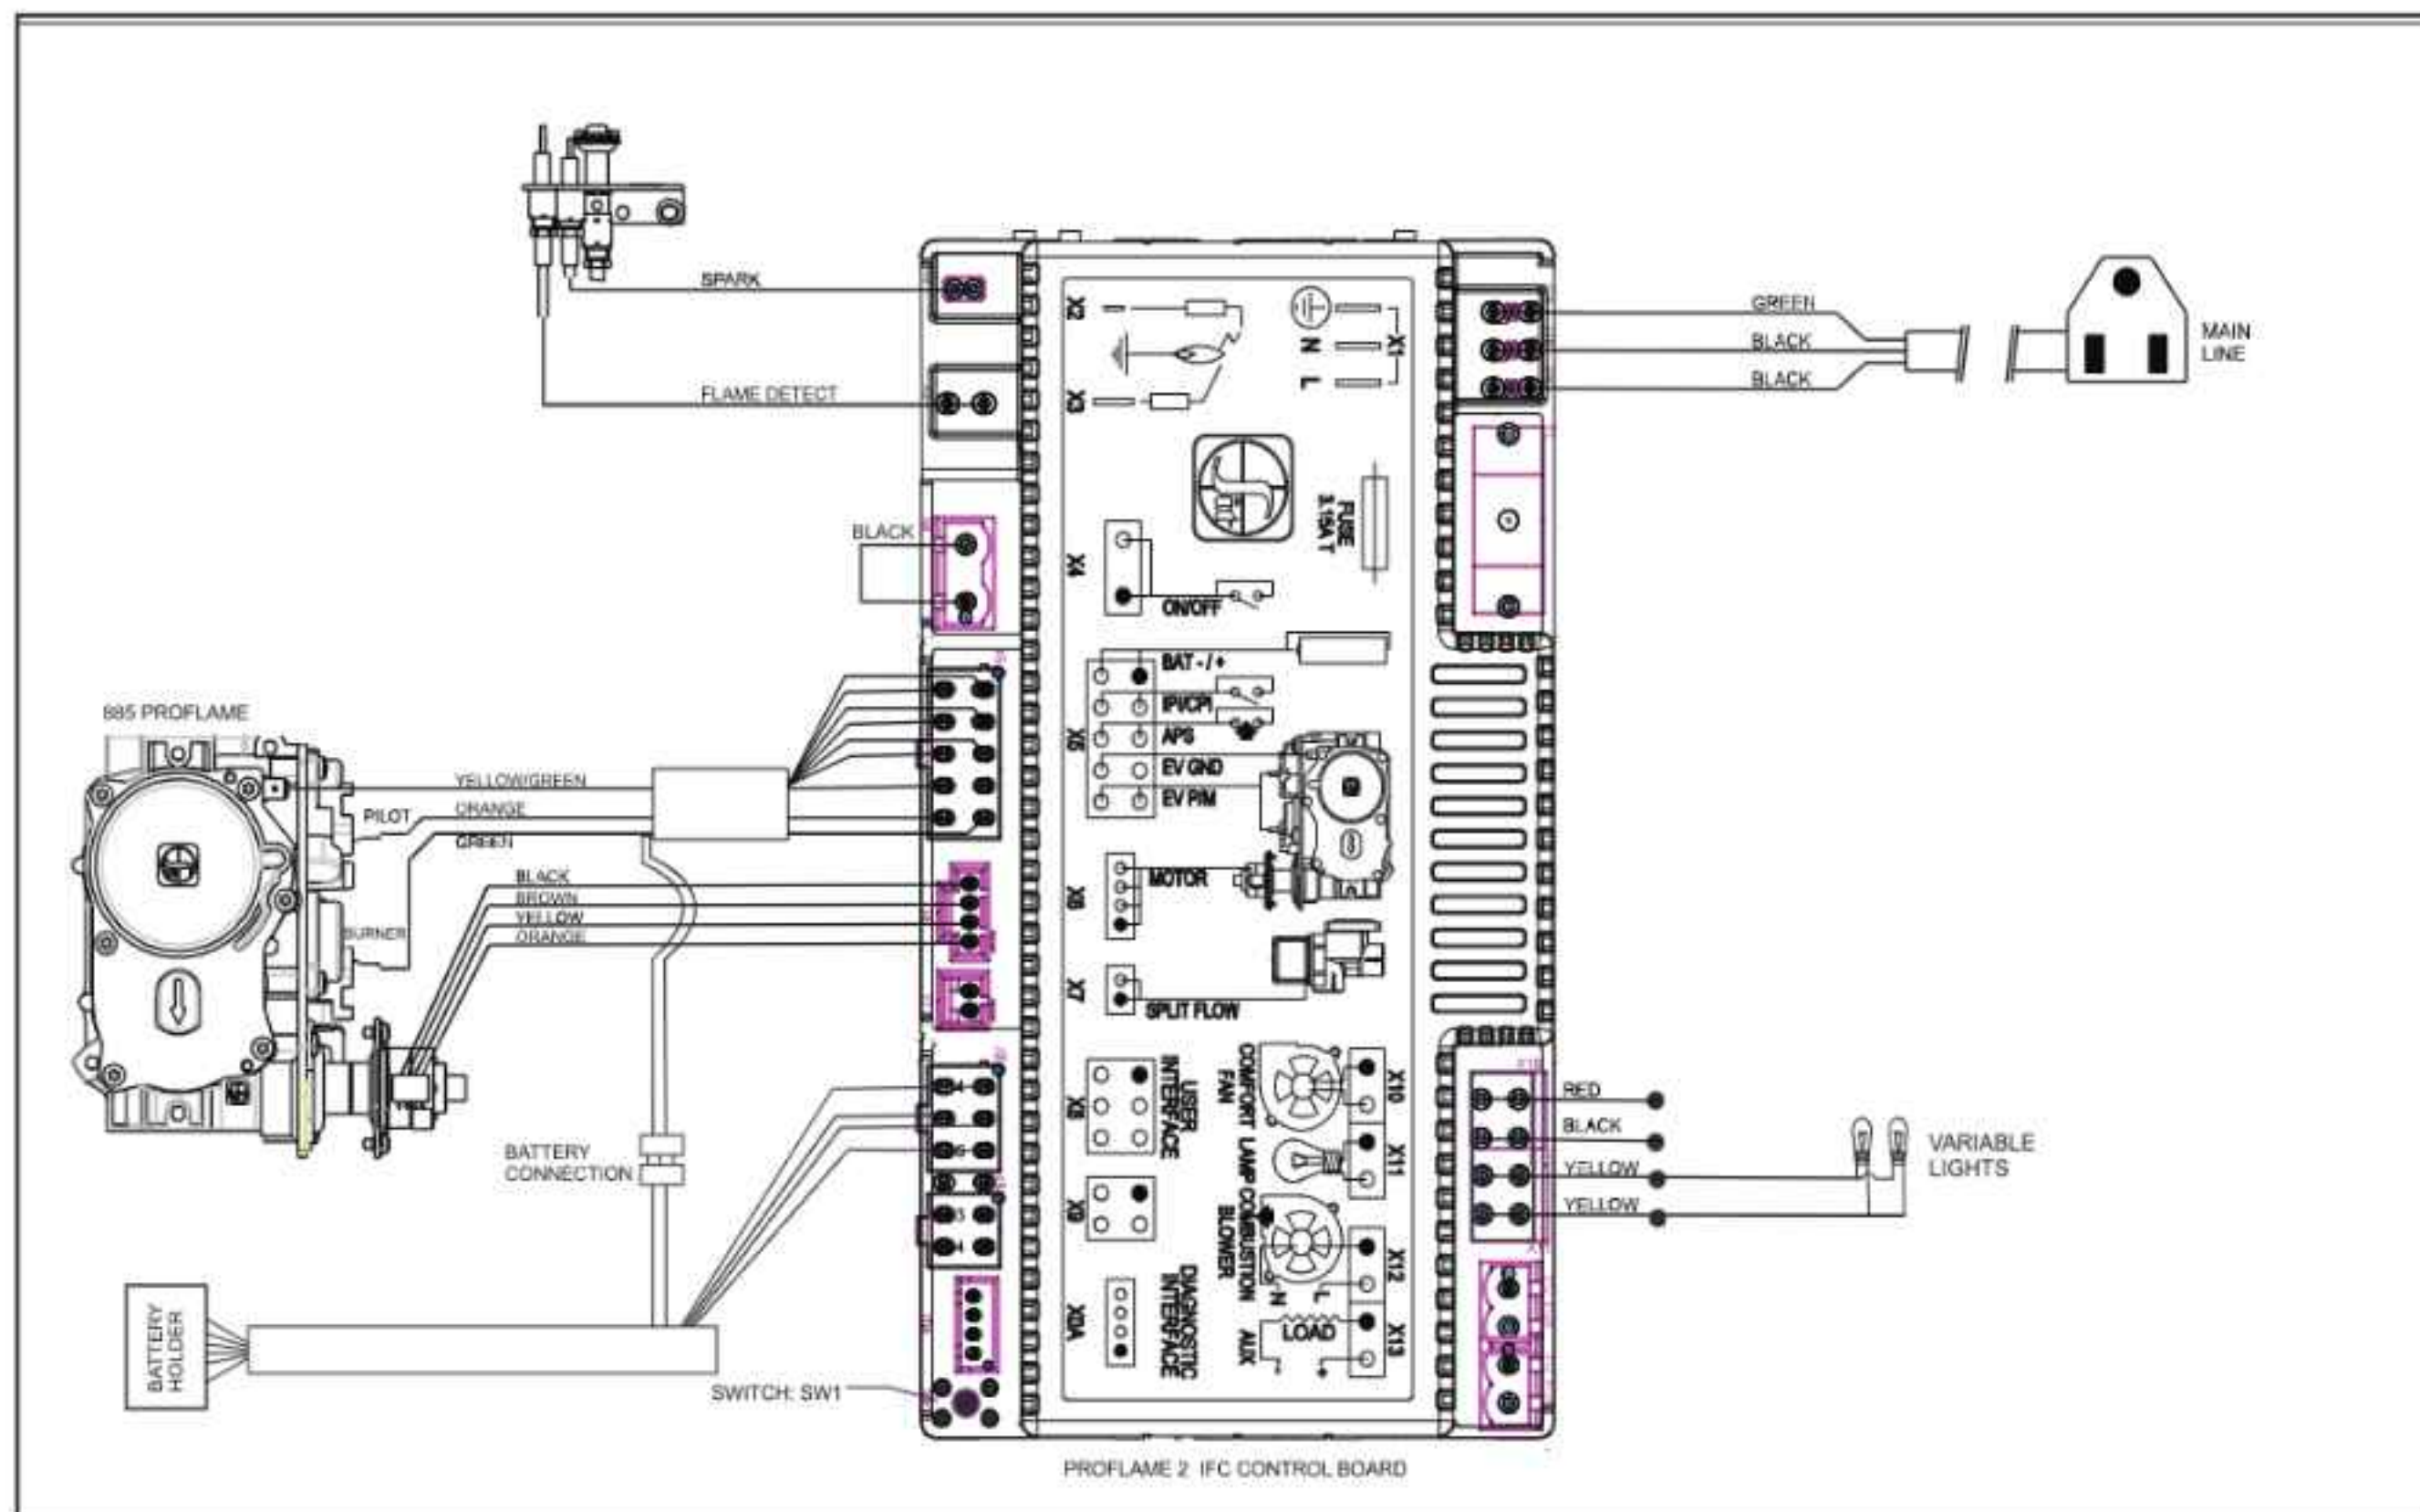 SPARK
FLAME DETECT
BLACK
885 PROFLAME
YELLOW/GREEN
PILOT
ORANGE
GREEN
BLACK
BROWN
YELLOW
ORANGE
BURNER
BATTERY
CONNECTION
BATTERY
HOLDER
SWITCH: SW1
X2
X3
X4
X5
X6
X7
X8
X9
XDA
N
L
X1
FUSE
3.15A T
ON/OFF
BAT - / +
IPI/CPI
APS
EV GND
EV P/M
MOTOR
SPLIT FLOW
USER
INTERFACE
DIAGNOSTIC
INTERFACE
COMFORT
FAN
LAMP
COMBUSTION
BLOWER
N
L
LOAD
AUX
-
+
X10
X11
X12
X13
GREEN
BLACK
BLACK
MAIN
LINE
RED
BLACK
YELLOW
YELLOW
VARIABLE
LIGHTS
PROFLAME 2 IFC CONTROL BOARD